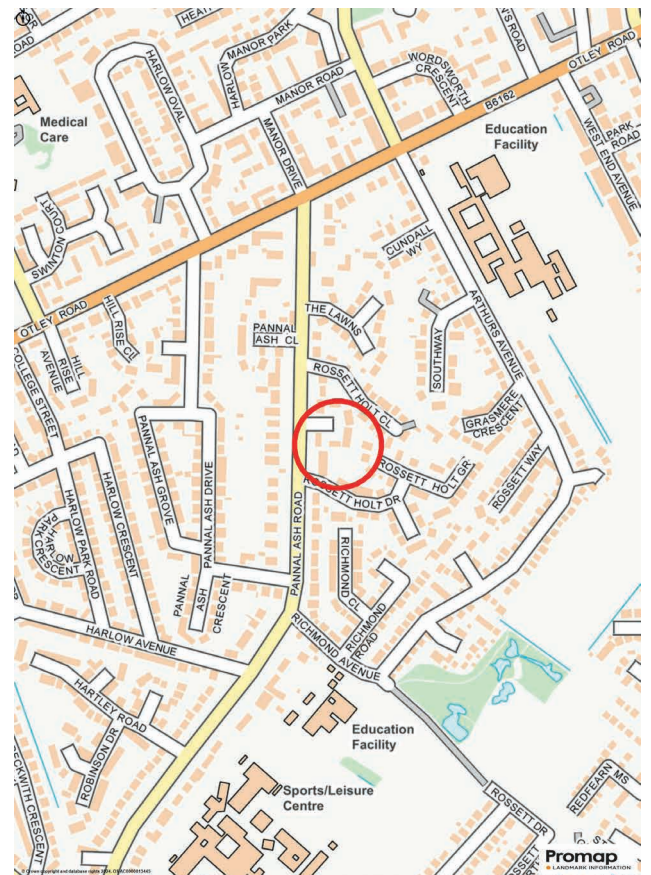 HARLOW OVAL
HARLOW
MANOR PARK
MANOR ROAD
MANOR DRIVE
WORDSWORTH
CRESCENT
OTLEY ROAD
B6162
Medical
Care
Education
Facility
WEST END AVENUE
PARK
ROAD
SWINTON COURT
CUNDALL
WY
OTLEY ROAD
HILL RISE CL
HILL
RISE
AVENUE
COLLEGE STREET
PANNAL
ASH CL
THE LAWNS
SOUTHWAY
ARTHURS AVENUE
ROSSETT HOLT CL
GRASMERE
CRESCENT
ROSSETT WAY
ROSSETT HOLT GR
ROSSETT HOLT DR
PANNAL ASH GROVE
PANNAL ASH DRIVE
PANNAL ASH ROAD
HARLOW CRESCENT
HARLOW PARK ROAD
HARLOW
PARK
CRESCENT
PANNAL
ASH
CRESCENT
RICHMOND
CL
RICHMOND
ROAD
RICHMOND AVENUE
HARLOW AVENUE
HARTLEY ROAD
ROBINSON DR
BECKWITH CRESCENT
Education
Facility
Sports/Leisure
Centre
ROSSETT DR
REDFEARN MS
Promap
LANDMARK INFORMATION